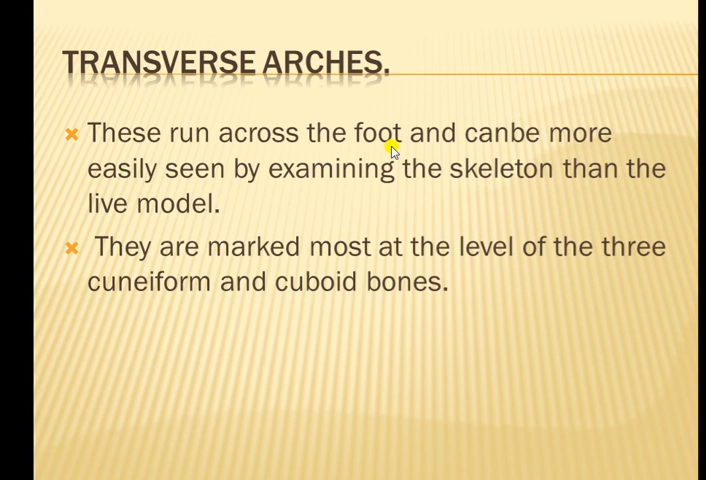 TRANSVERSE ARCHES.
These run across the foot and canbe more
easily seen by examining the skeleton than the
live model.
They are marked most at the level of the three
cuneiform and cuboid bones.